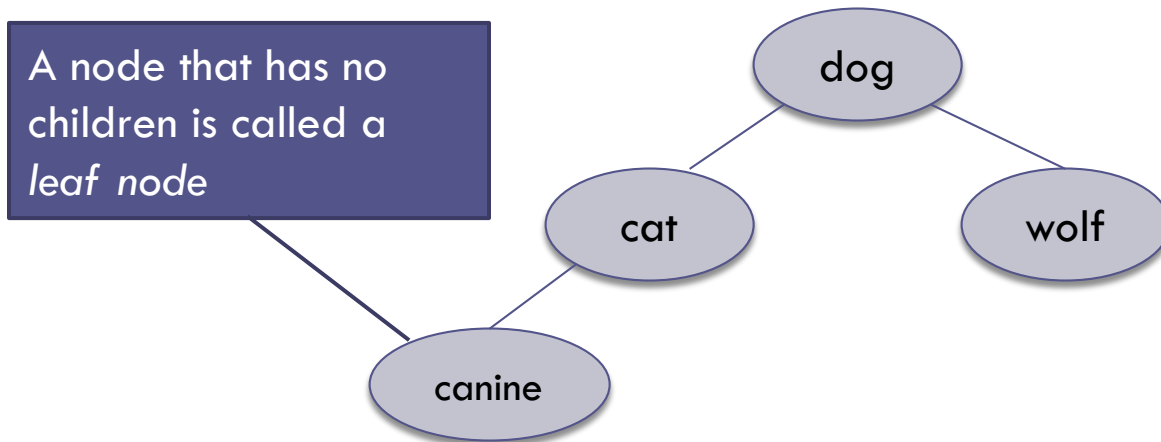 A node that has no
children is called a
leaf node
dog
cat
wolf
canine